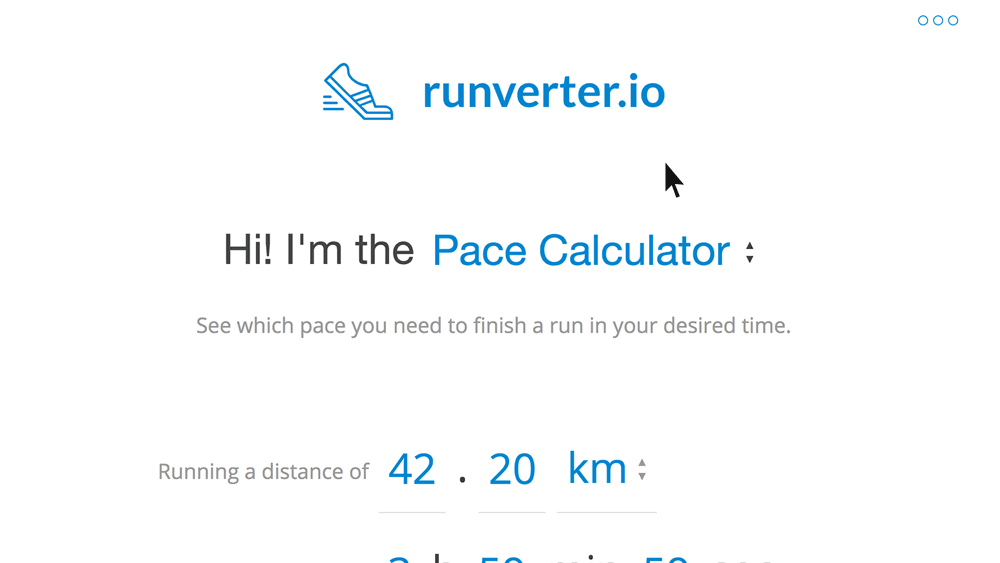 runverter.io
Hi! I'm the Pace Calculator
See which pace you need to finish a run in your desired time.
Running a distance of 42 . 20 km